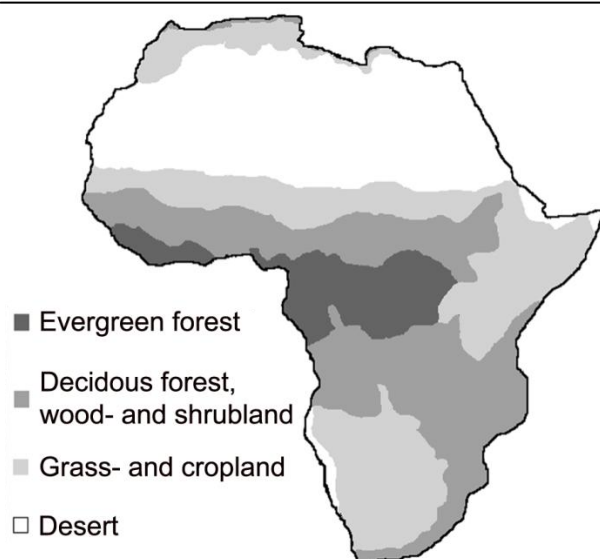 Evergreen forest
Decidous forest,
wood- and shrubland
Grass- and cropland
Desert